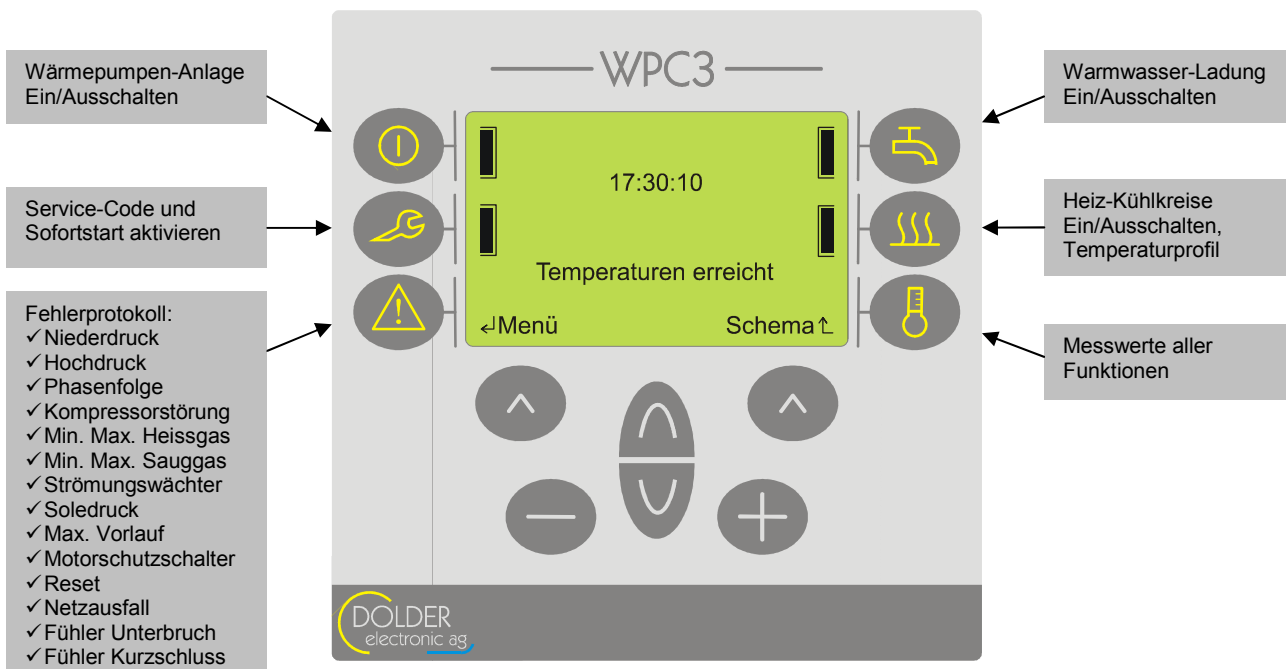 WPC3
Wärmepumpen-Anlage
Ein/Ausschalten
Service-Code und
Sofortstart aktivieren
Fehlerprotokoll:
✓Niederdruck
✓Hochdruck
✓Phasenfolge
✓Kompressorstörung
✓Min. Max. Heissgas
✓Min. Max. Sauggas
✓Strömungswächter
✓Soledruck
✓Max. Vorlauf
✓Motorschutzschalter
✓Reset
✓Netzausfall
✓Fühler Unterbruch
✓Fühler Kurzschluss
17:30:10
Temperaturen erreicht
↲Menü
Schema↥
Warmwasser-Ladung
Ein/Ausschalten
Heiz-Kühlkreise
Ein/Ausschalten,
Temperaturprofil
Messwerte aller
Funktionen
DOLDER
electronic ag